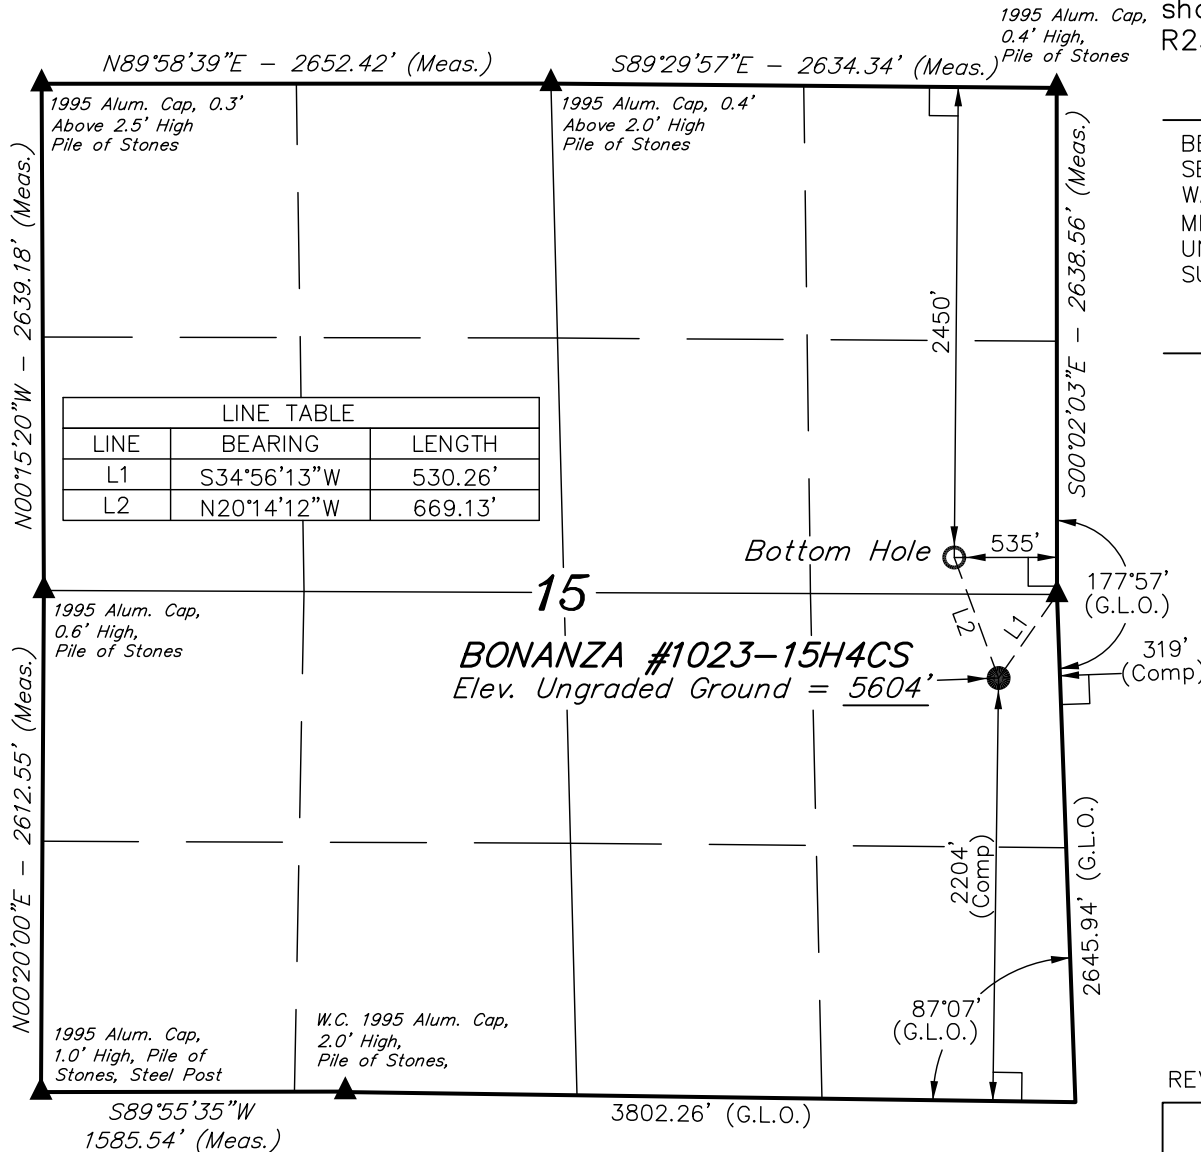 1995 Alum. Cap,
0.4' High,
Pile of Stones
N89°58'39"E - 2652.42' (Meas.)
S89°29'57"E - 2634.34' (Meas.)
1995 Alum. Cap, 0.3'
Above 2.5' High
Pile of Stones
1995 Alum. Cap, 0.4'
Above 2.0' High
Pile of Stones
N00°15'20"W - 2639.18' (Meas.)
S00°02'03"E - 2638.56' (Meas.)
2450'
LINE TABLE
LINE BEARING LENGTH
L1 S34°56'13"W 530.26'
L2 N20°14'12"W 669.13'
Bottom Hole
535'
177°57'
(G.L.O.)
15
L2
L1
1995 Alum. Cap,
0.6' High,
Pile of Stones
319'
(Comp)
BONANZA #1023-15H4CS
Elev. Ungraded Ground = 5604'
N00°20'00"E - 2612.55' (Meas.)
2204'
(Comp)
2645.94' (G.L.O.)
87°07'
(G.L.O.)
1995 Alum. Cap,
1.0' High, Pile of
Stones, Steel Post
W.C. 1995 Alum. Cap,
2.0' High,
Pile of Stones,
S89°55'35"W
1585.54' (Meas.)
3802.26' (G.L.O.)